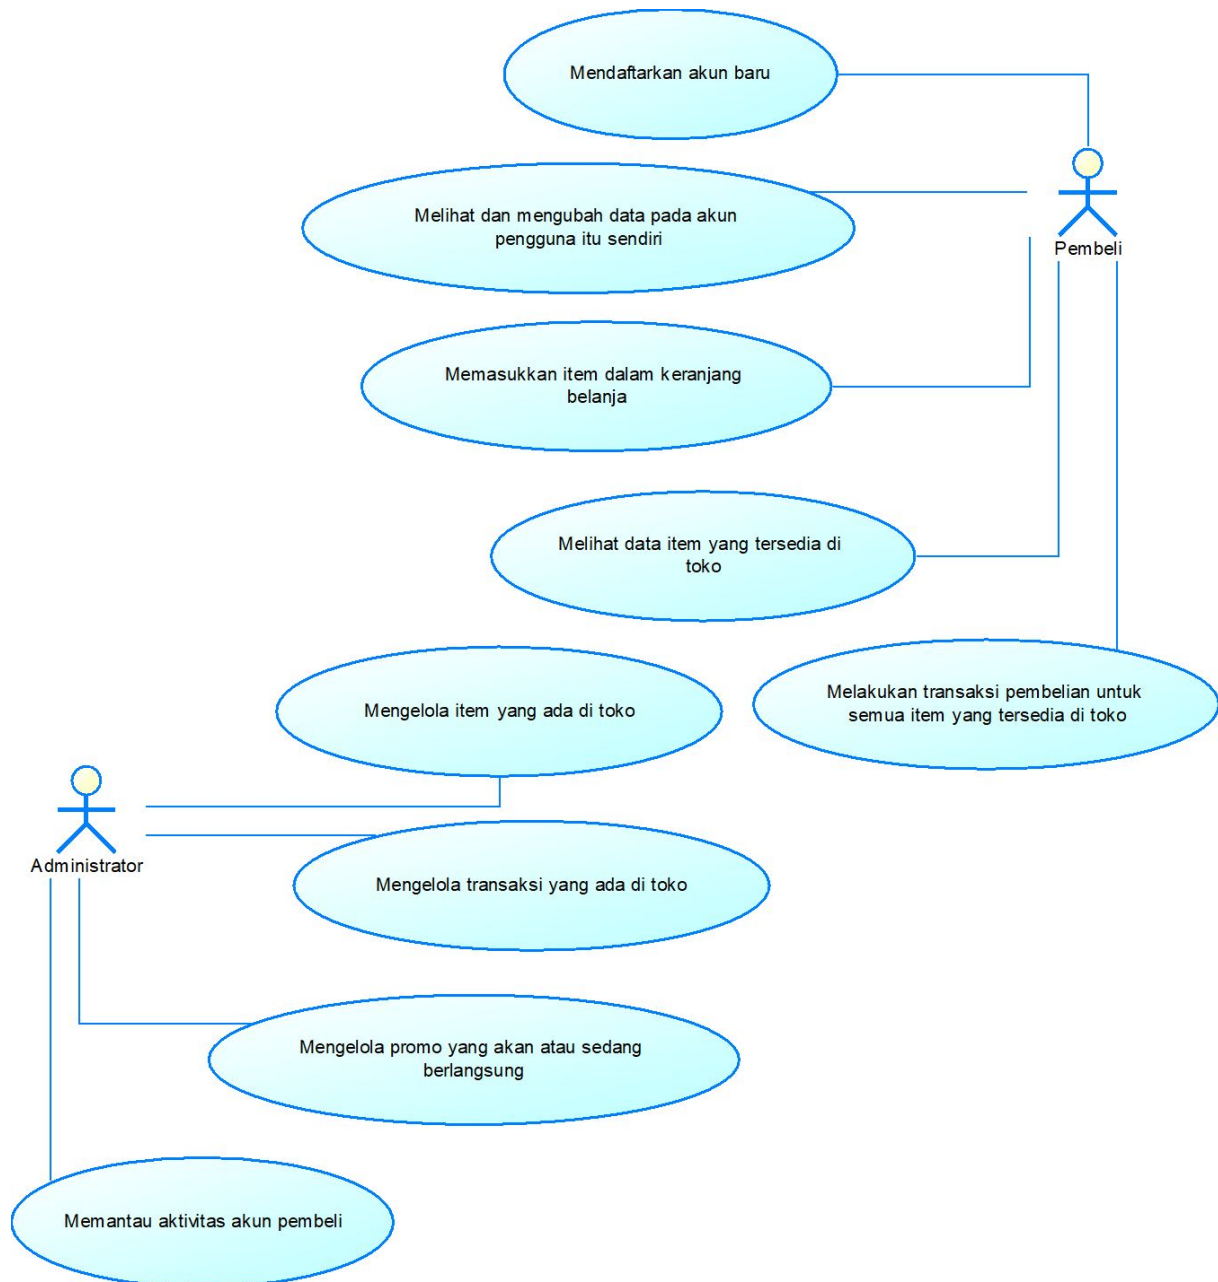 Mendaftarkan akun baru
Melihat dan mengubah data pada akun
pengguna itu sendiri
Pembeli
Memasukkan item dalam keranjang
belanja
Melihat data item yang tersedia di
toko
Melakukan transaksi pembelian untuk
semua item yang tersedia di toko
Mengelola item yang ada di toko
Administrator
Mengelola transaksi yang ada di toko
Mengelola promo yang akan atau sedang
berlangsung
Memantau aktivitas akun pembeli